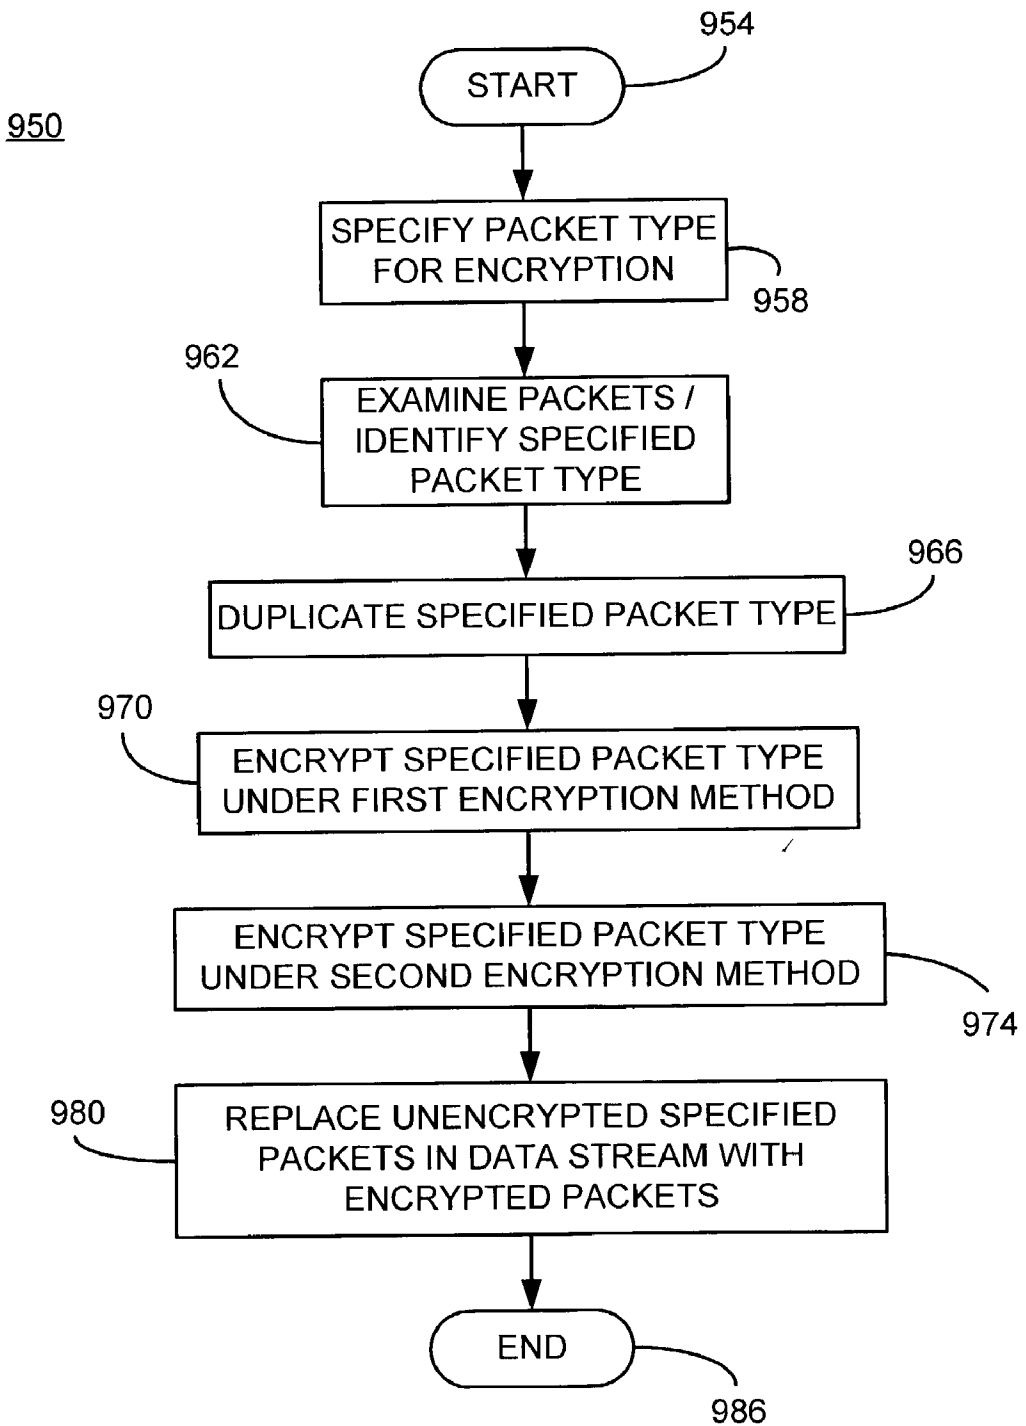 954
START
950
SPECIFY PACKET TYPE
FOR ENCRYPTION
958
962
EXAMINE PACKETS /
IDENTIFY SPECIFIED
PACKET TYPE
966
DUPLICATE SPECIFIED PACKET TYPE
970
ENCRYPT SPECIFIED PACKET TYPE
UNDER FIRST ENCRYPTION METHOD
ENCRYPT SPECIFIED PACKET TYPE
UNDER SECOND ENCRYPTION METHOD
974
980
REPLACE UNENCRYPTED SPECIFIED
PACKETS IN DATA STREAM WITH
ENCRYPTED PACKETS
END
986